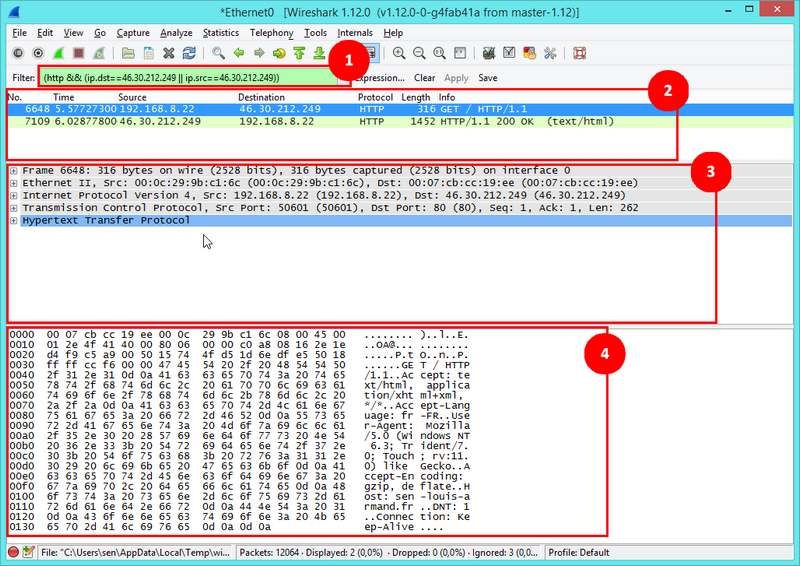 *Ethernet0 [Wireshark 1.12.0 (v1.12.0-0-g4fab41a from master-1.12)]
File Edit View Go Capture Analyze Statistics Telephony Tools Internals Help
1:1
Filter: (http && (ip.dst==46.30.212.249 || ip.src==46.30.212.249)) Expression... Clear Apply Save
1
No. Time Source Destination Protocol Length Info
2
6648 5.57727300 192.168.8.22 46.30.212.249 HTTP 316 GET / HTTP/1.1
7109 6.02877800 46.30.212.249 192.168.8.22 HTTP 1452 HTTP/1.1 200 OK (text/html)
3
Frame 6648: 316 bytes on wire (2528 bits), 316 bytes captured (2528 bits) on interface 0
Ethernet II, Src: 00:0c:29:9b:c1:6c (00:0c:29:9b:c1:6c), Dst: 00:07:cb:cc:19:ee (00:07:cb:cc:19:ee)
Internet Protocol Version 4, Src: 192.168.8.22 (192.168.8.22), Dst: 46.30.212.249 (46.30.212.249)
Transmission Control Protocol, Src Port: 50601 (50601), Dst Port: 80 (80), Seq: 1, Ack: 1, Len: 262
Hypertext Transfer Protocol
4
0000 00 07 cb cc 19 ee 00 0c 29 9b c1 6c 08 00 45 00 ........ )..l..E.
0010 01 2e 4f 41 40 00 80 06 00 00 c0 a8 08 16 2e 1e ..OA@... ........
0020 d4 f9 c5 a9 00 50 15 74 4f d5 1d 6e df e5 50 18 .....P.t O..n..P.
0030 ff ff cc f6 00 00 47 45 54 20 2f 20 48 54 54 50 ......GE T / HTTP
0040 2f 31 2e 31 0d 0a 41 63 63 65 70 74 3a 20 74 65 /1.1..Ac cept: te
0050 78 74 2f 68 74 6d 6c 2c 20 61 70 70 6c 69 63 61 xt/html, applica
0060 74 69 6f 6e 2f 78 68 74 6d 6c 2b 78 6d 6c 2c 20 tion/xht ml+xml,
0070 2a 2f 2a 0d 0a 41 63 63 65 70 74 2d 4c 61 6e 67 */*..Acc ept-Lang
0080 75 61 67 65 3a 20 66 72 2d 46 52 0d 0a 55 73 65 uage: fr -FR..Use
0090 72 2d 41 67 65 6e 74 3a 20 4d 6f 7a 69 6c 6c 61 r-Agent: Mozilla
00a0 2f 35 2e 30 20 28 57 69 6e 64 6f 77 73 20 4e 54 /5.0 (Wi ndows NT
00b0 20 36 2e 33 3b 20 54 72 69 64 65 6e 74 2f 37 2e 6.3; Tr ident/7.
00c0 30 3b 20 54 6f 75 63 68 3b 20 72 76 3a 31 31 2e 0; Touch ; rv:11.
00d0 30 29 20 6c 69 6b 65 20 47 65 63 6b 6f 0d 0a 41 0) like Gecko..A
00e0 63 63 65 70 74 2d 45 6e 63 6f 64 69 6e 67 3a 20 ccept-En coding:
00f0 67 7a 69 70 2c 20 64 65 66 6c 61 74 65 0d 0a 48 gzip, de flate..H
0100 6f 73 74 3a 20 73 65 6e 2d 6c 6f 75 69 73 2d 61 ost: sen -louis-a
0110 72 6d 61 6e 64 2e 66 72 0d 0a 44 4e 54 3a 20 31 rmand.fr ..DNT: 1
0120 0d 0a 43 6f 6e 6e 65 63 74 69 6f 6e 3a 20 4b 65 ..Connec tion: Ke
0130 65 70 2d 41 6c 69 76 65 0d 0a 0d 0a ep-Alive ....
File: "C:\Users\sen\AppData\Local\Temp\wi... Packets: 12064 · Displayed: 2 (0,0%) · Dropped: 0 (0,0%) · Ignored: 3 (0,0... Profile: Default